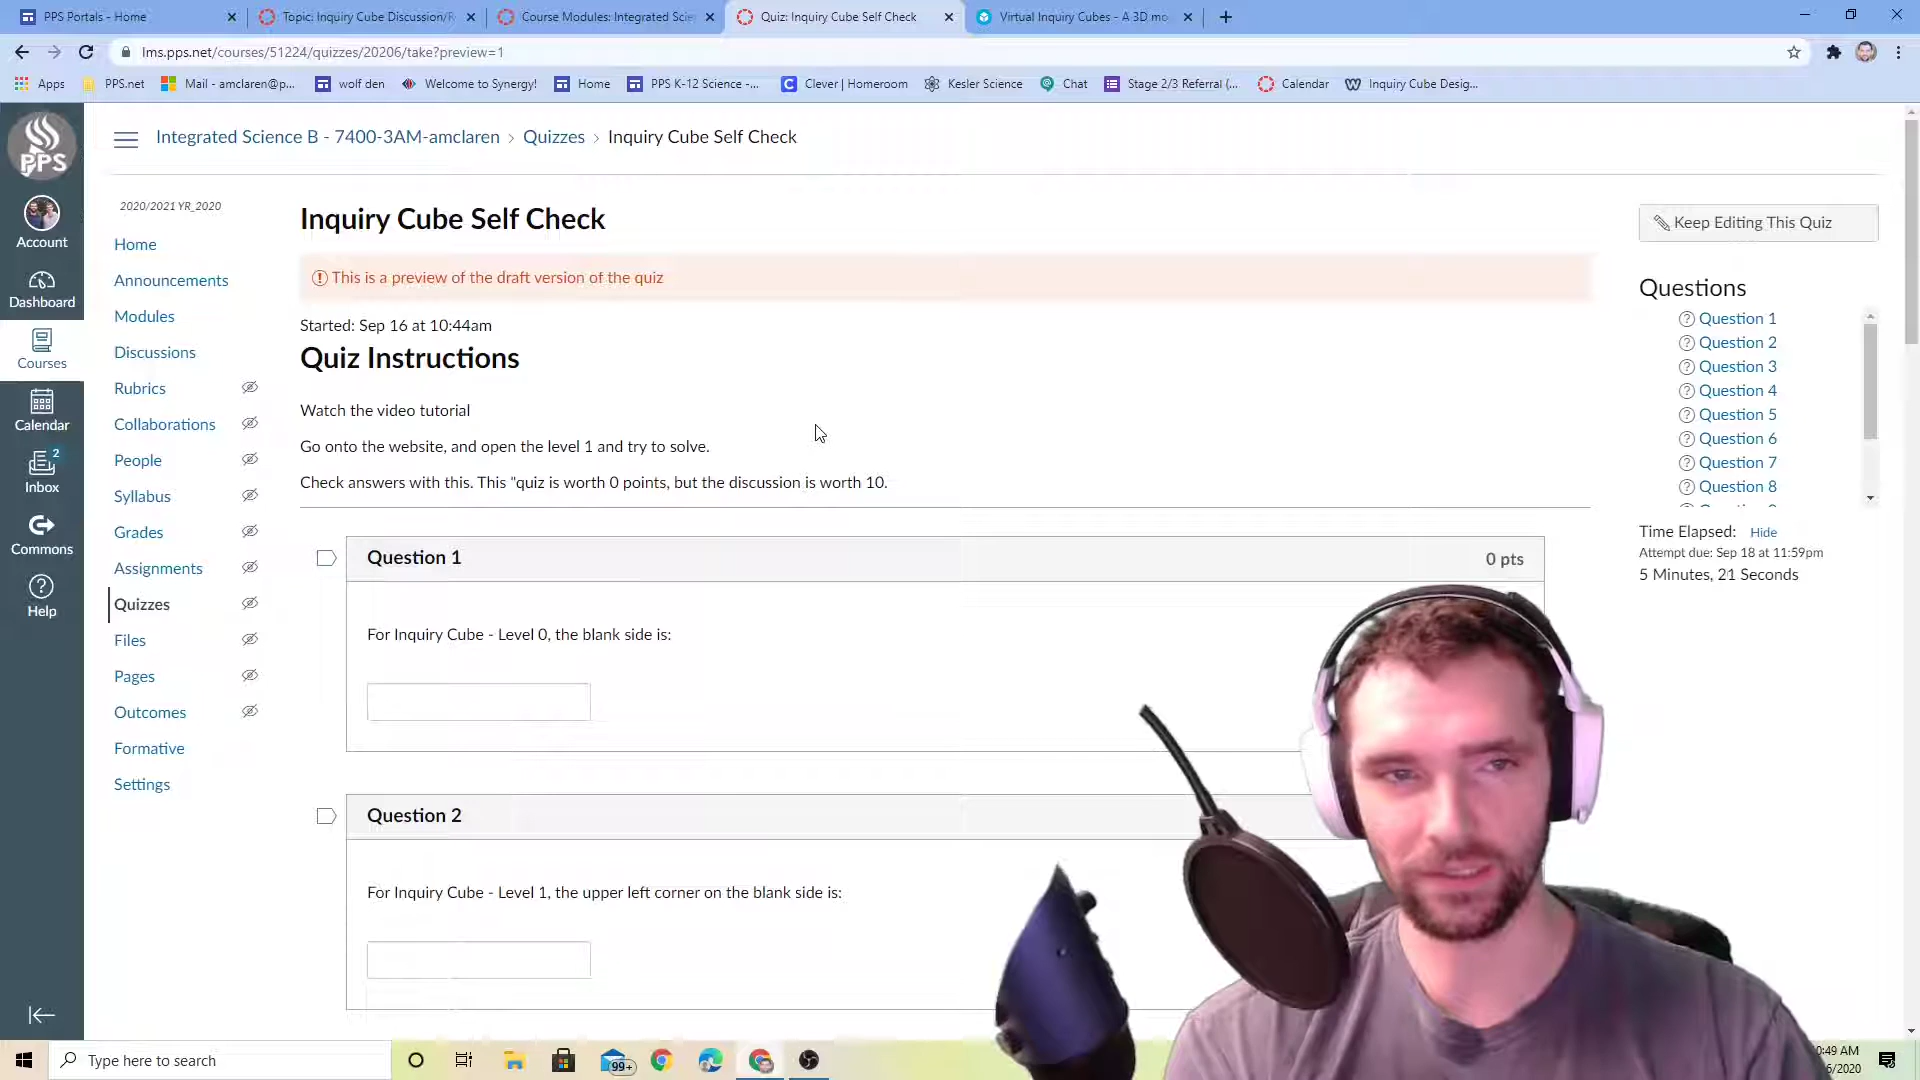 PPS Portals - Home
Topic: Inquiry Cube Discussion/R
Course Modules: Integrated Scie
Quiz: Inquiry Cube Self Check
Virtual Inquiry Cubes - A 3D mo
lms.pps.net/courses/51224/quizzes/20206/take?preview=1
Apps
PPS.net
Mail - amclaren@p...
wolf den
Welcome to Synergy!
Home
PPS K-12 Science -...
Clever | Homeroom
Kesler Science
Chat
Stage 2/3 Referral (...
Calendar
Inquiry Cube Desig...
PPS
Account
Dashboard
Courses
Calendar
2
Inbox
Commons
Help
Integrated Science B - 7400-3AM-amclaren › Quizzes › Inquiry Cube Self Check
2020/2021 YR_2020
Home
Announcements
Modules
Discussions
Rubrics
Collaborations
People
Syllabus
Grades
Assignments
Quizzes
Files
Pages
Outcomes
Formative
Settings
Inquiry Cube Self Check
This is a preview of the draft version of the quiz
Started: Sep 16 at 10:44am
Quiz Instructions
Watch the video tutorial
Go onto the website, and open the level 1 and try to solve.
Check answers with this. This "quiz is worth 0 points, but the discussion is worth 10.
Question 1
0 pts
For Inquiry Cube - Level 0, the blank side is:
Question 2
For Inquiry Cube - Level 1, the upper left corner on the blank side is:
Keep Editing This Quiz
Questions
Question 1
Question 2
Question 3
Question 4
Question 5
Question 6
Question 7
Question 8
Time Elapsed: Hide
Attempt due: Sep 18 at 11:59pm
5 Minutes, 21 Seconds
Type here to search
99+
0:49 AM
6/2020